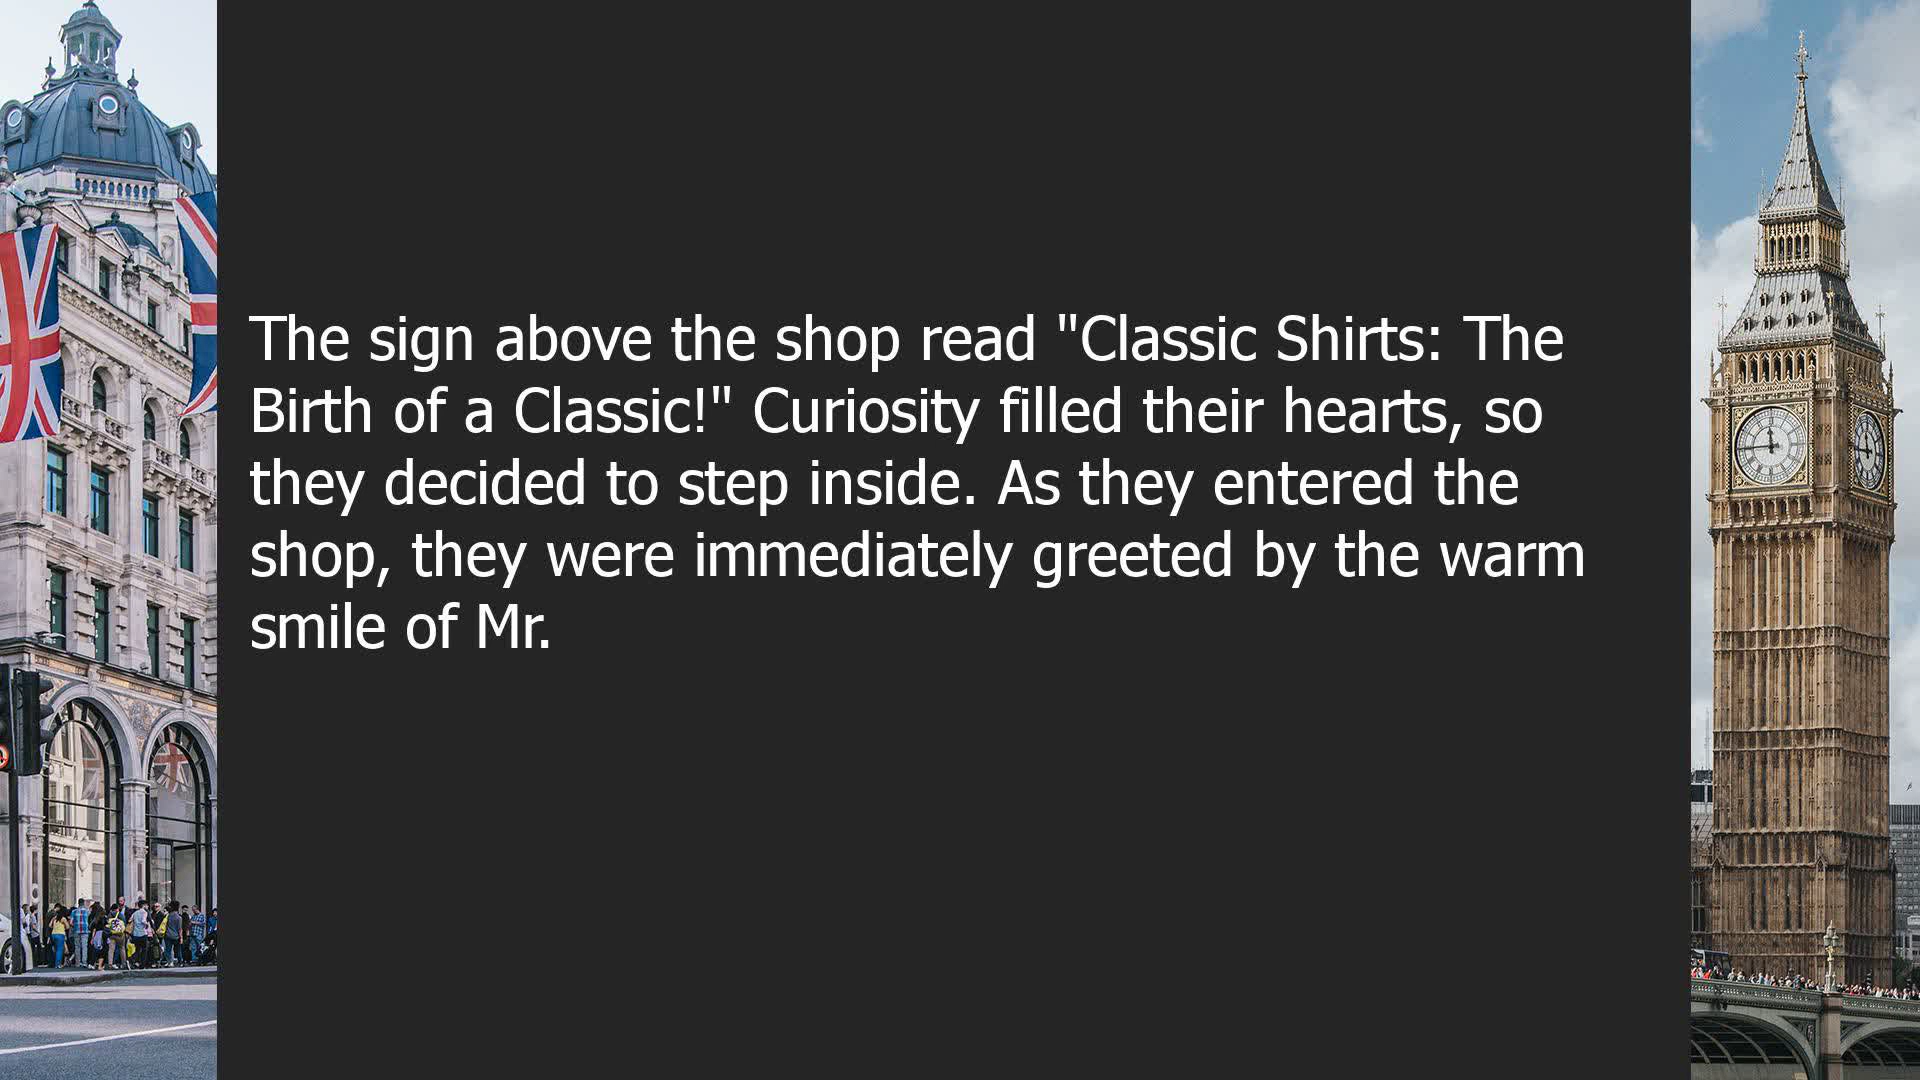 The sign above the shop read "Classic Shirts: The
Birth of a Classic!" Curiosity filled their hearts, so
they decided to step inside. As they entered the
shop, they were immediately greeted by the warm
smile of Mr.